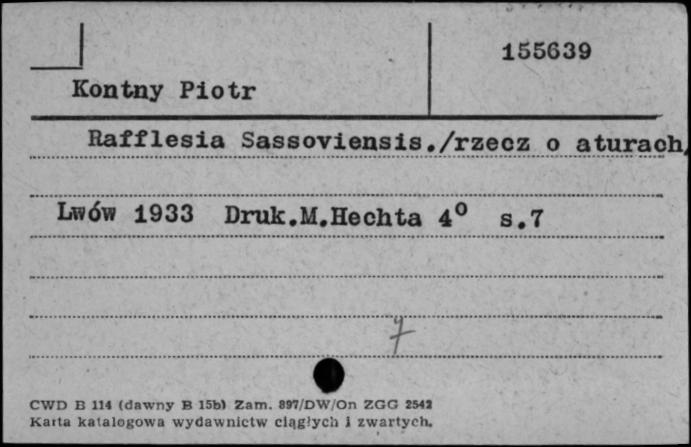 155639
Kontny Piotr
Rafflesia Sassoviensis./rzecz o aturach,
Lwów 1933 Druk.M.Hechta 4⁰ s.7
7
CWD B 114 (dawny B 15b) Zam. 897/DW/On ZGG 2542
Karta katalogowa wydawnictw ciągłych i zwartych.